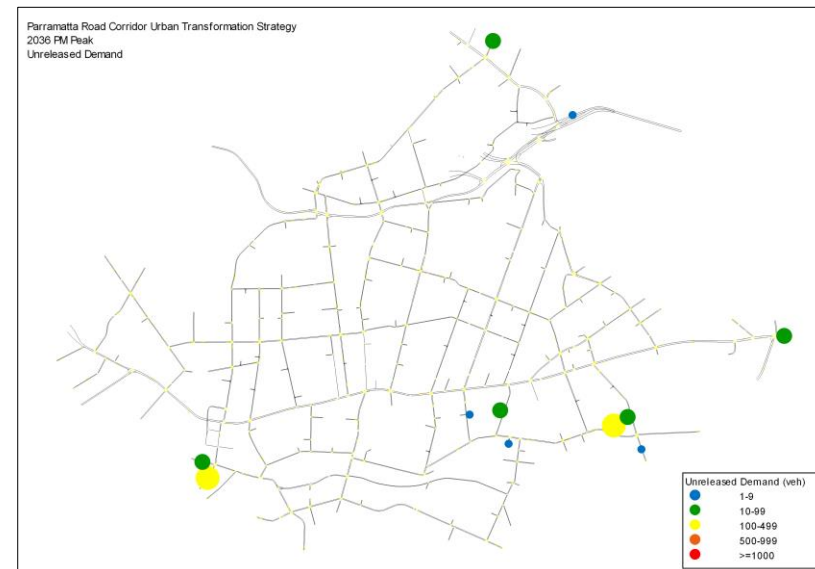 Parramatta Road Corridor Urban Transformation Strategy
2036 PM Peak
Unreleased Demand
Unreleased Demand (veh)
1-9
10-99
100-499
500-999
>=1000